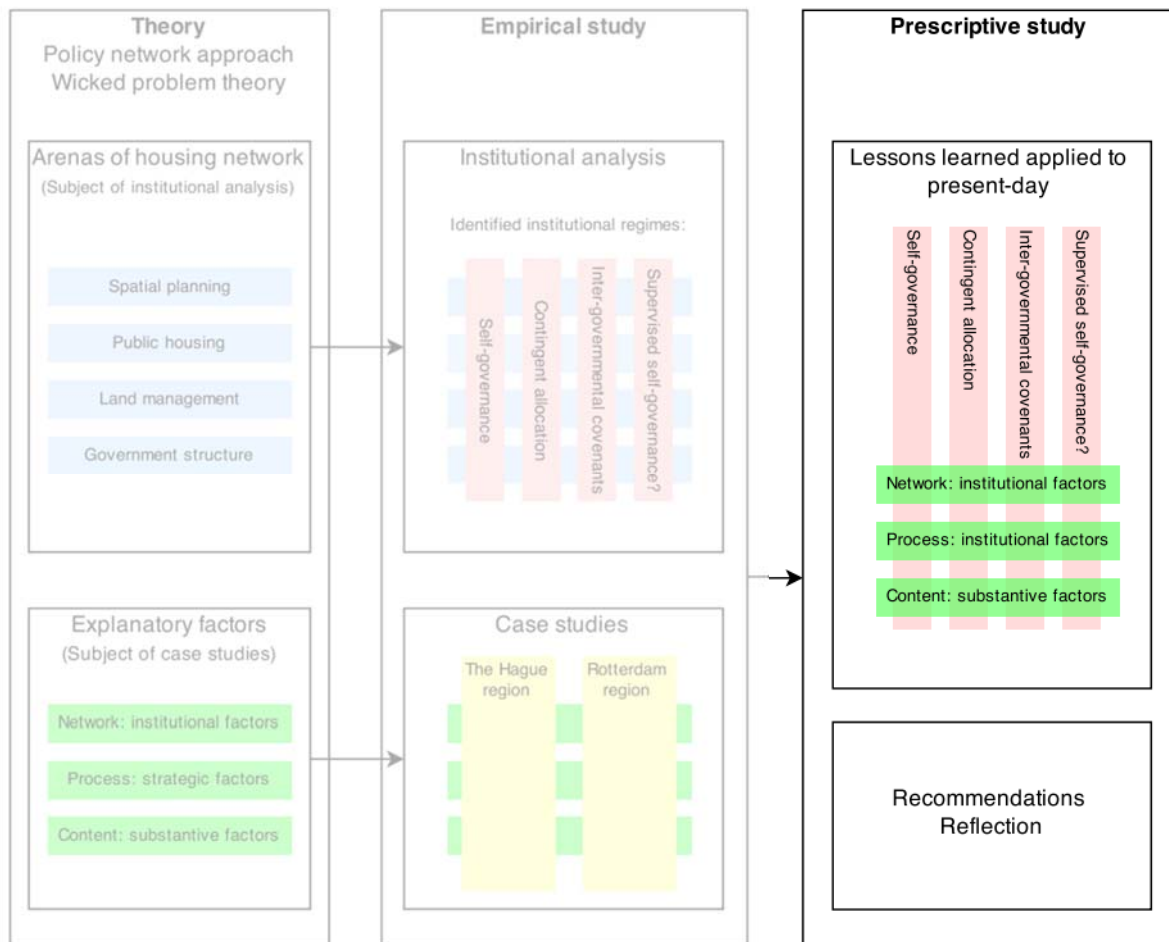 Theory
Policy network approach
Wicked problem theory
Arenas of housing network
(Subject of institutional analysis)
Spatial planning
Public housing
Land management
Government structure
Explanatory factors
(Subject of case studies)
Network: institutional factors
Process: strategic factors
Content: substantive factors
Empirical study
Institutional analysis
Identified institutional regimes:
Self-governance
Contingent allocation
Inter-governmental covenants
Supervised self-governance?
Case studies
The Hague
region
Rotterdam
region
Prescriptive study
Lessons learned applied to
present-day
Self-governance
Contingent allocation
Inter-governmental covenants
Supervised self-governance?
Network: institutional factors
Process: institutional factors
Content: substantive factors
Recommendations
Reflection